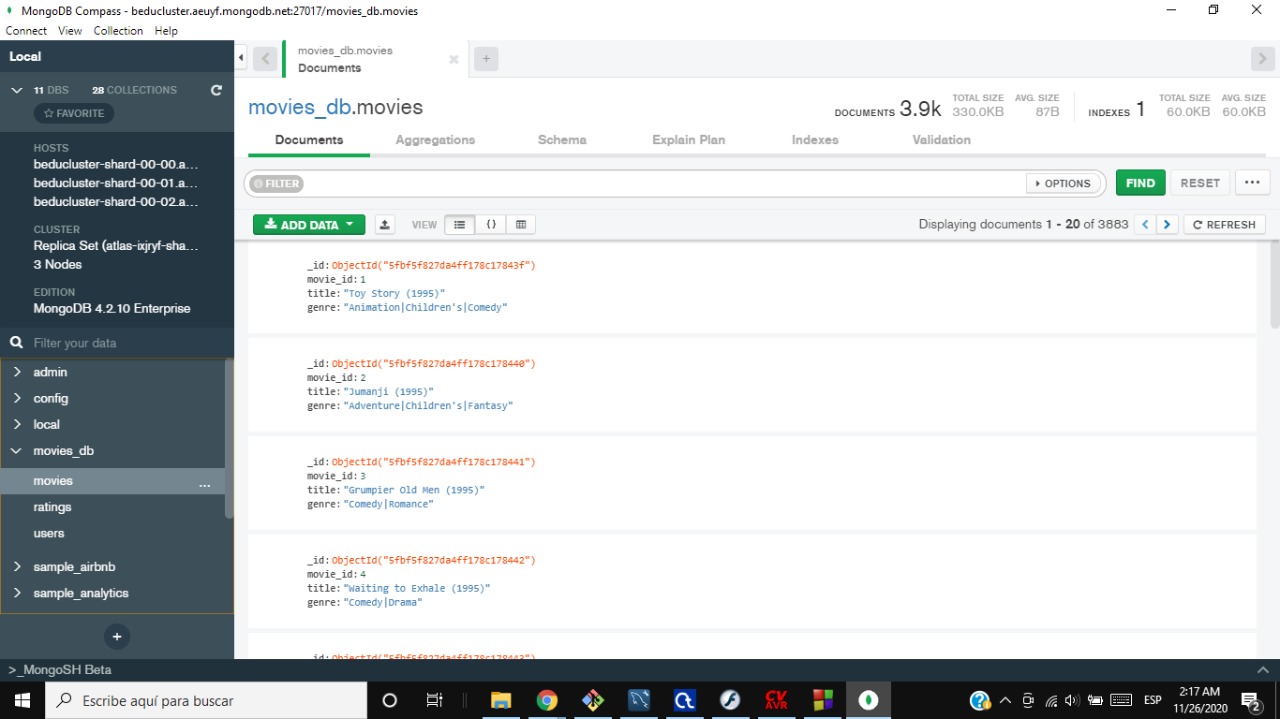 MongoDB Compass - beducluster.aeuyf.mongodb.net:27017/movies_db.movies
Connect View Collection Help
Local
11 DBS 28 COLLECTIONS
FAVORITE
HOSTS
beducluster-shard-00-00.a...
beducluster-shard-00-01.a...
beducluster-shard-00-02.a...
CLUSTER
Replica Set (atlas-ixjryf-sha...
3 Nodes
EDITION
MongoDB 4.2.10 Enterprise
Filter your data
admin
config
local
movies_db
movies ...
ratings
users
sample_airbnb
sample_analytics
+
movies_db.movies
Documents
+
movies_db.movies
DOCUMENTS 3.9k TOTAL SIZE 330.0KB AVG. SIZE 87B INDEXES 1 TOTAL SIZE 60.0KB AVG. SIZE 60.0KB
Documents Aggregations Schema Explain Plan Indexes Validation
FILTER OPTIONS FIND RESET ...
ADD DATA VIEW {} Displaying documents 1 - 20 of 3883 < > REFRESH
_id: ObjectId("5fbf5f827da4ff178c17843f")
movie_id: 1
title: "Toy Story (1995)"
genre: "Animation|Children's|Comedy"
_id: ObjectId("5fbf5f827da4ff178c178440")
movie_id: 2
title: "Jumanji (1995)"
genre: "Adventure|Children's|Fantasy"
_id: ObjectId("5fbf5f827da4ff178c178441")
movie_id: 3
title: "Grumpier Old Men (1995)"
genre: "Comedy|Romance"
_id: ObjectId("5fbf5f827da4ff178c178442")
movie_id: 4
title: "Waiting to Exhale (1995)"
genre: "Comedy|Drama"
_id: ObjectId("5fbf5f827da4ff178c178443")
>_MongoSH Beta
Escribe aquí para buscar
CV
AVR
ESP
2:17 AM
11/26/2020
2